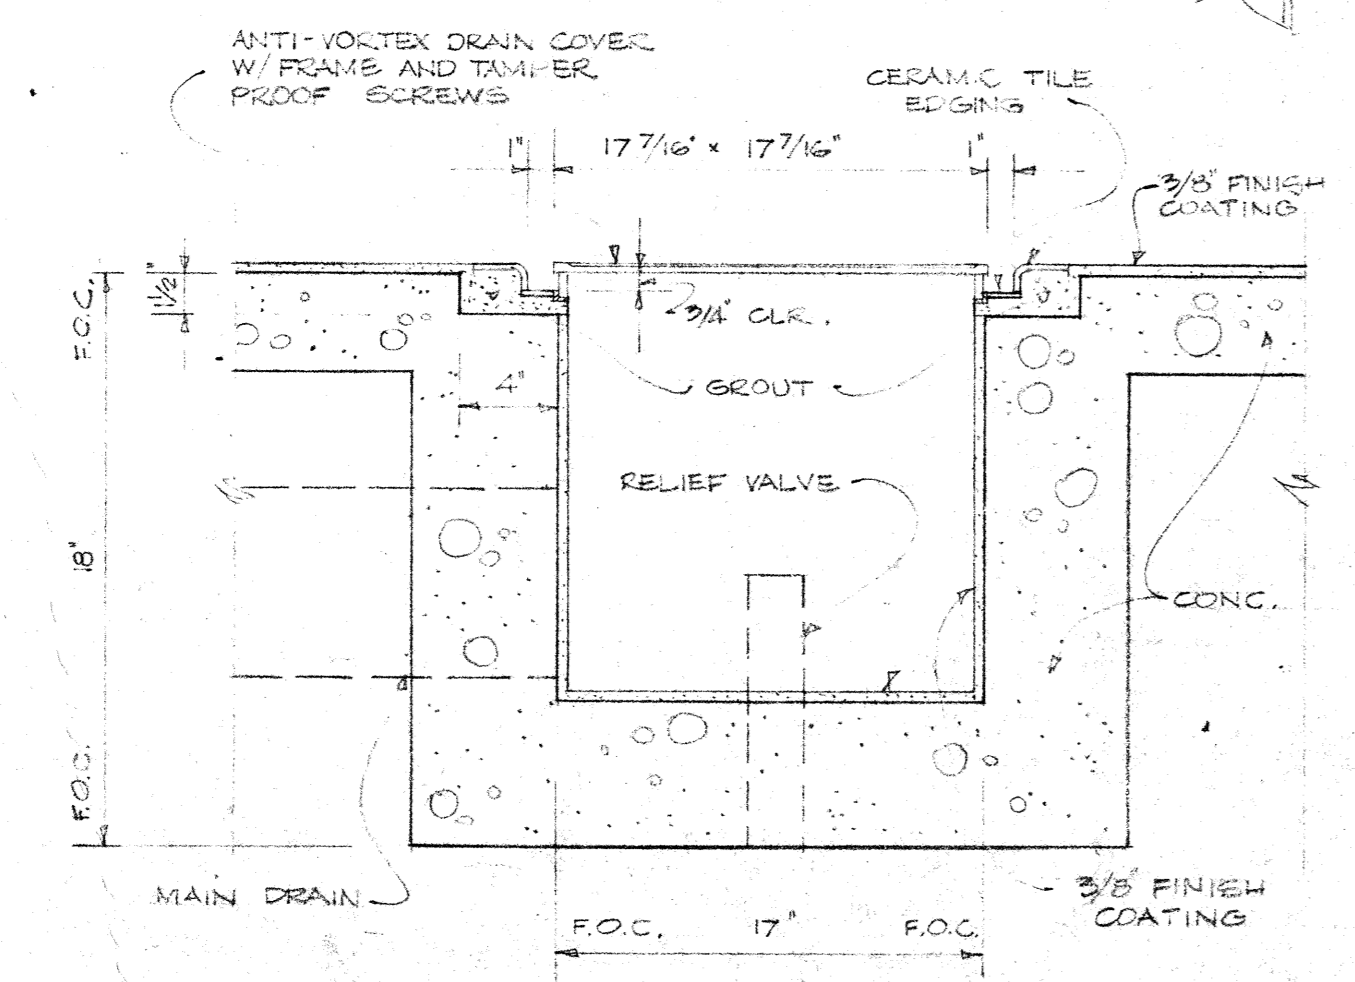 ANTI-VORTEX DRAIN COVER
W/ FRAME AND TAMPER
PROOF SCREWS
CERAMIC TILE
EDGING
1"
17 7/16" × 17 7/16"
1"
3/8" FINISH
COATING
F.O.C.
1 1/2"
3/4" CLR.
4"
GROUT
RELIEF VALVE
18"
CONC.
F.O.C.
MAIN DRAIN
3/8" FINISH
COATING
F.O.C. 17" F.O.C.